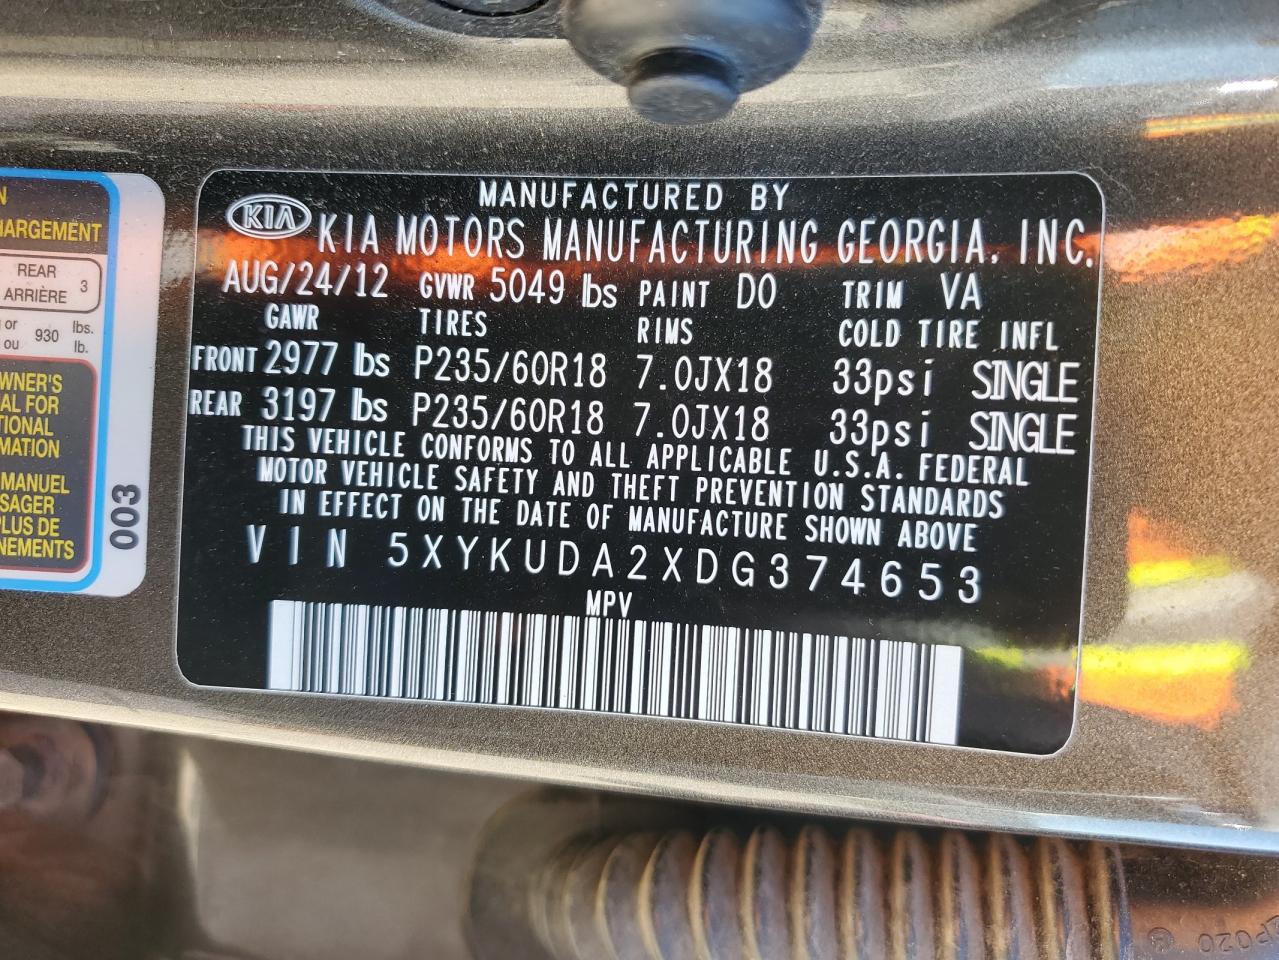 N
HARGEMENT
REAR 3
ARRIÈRE
or 930 lbs.
ou lb.
WNER'S
AL FOR
TIONAL
MATION
MANUEL
SAGER
PLUS DE
NEMENTS
003
MANUFACTURED BY
KIA KIA MOTORS MANUFACTURING GEORGIA, INC.
AUG/24/12 GVWR 5049 lbs PAINT DO TRIM VA
GAWR TIRES RIMS COLD TIRE INFL
FRONT 2977 lbs P235/60R18 7.0JX18 33psi SINGLE
REAR 3197 lbs P235/60R18 7.0JX18 33psi SINGLE
THIS VEHICLE CONFORMS TO ALL APPLICABLE U.S.A. FEDERAL
MOTOR VEHICLE SAFETY AND THEFT PREVENTION STANDARDS
IN EFFECT ON THE DATE OF MANUFACTURE SHOWN ABOVE
VIN 5XYKUDA2XDG374653
MPV